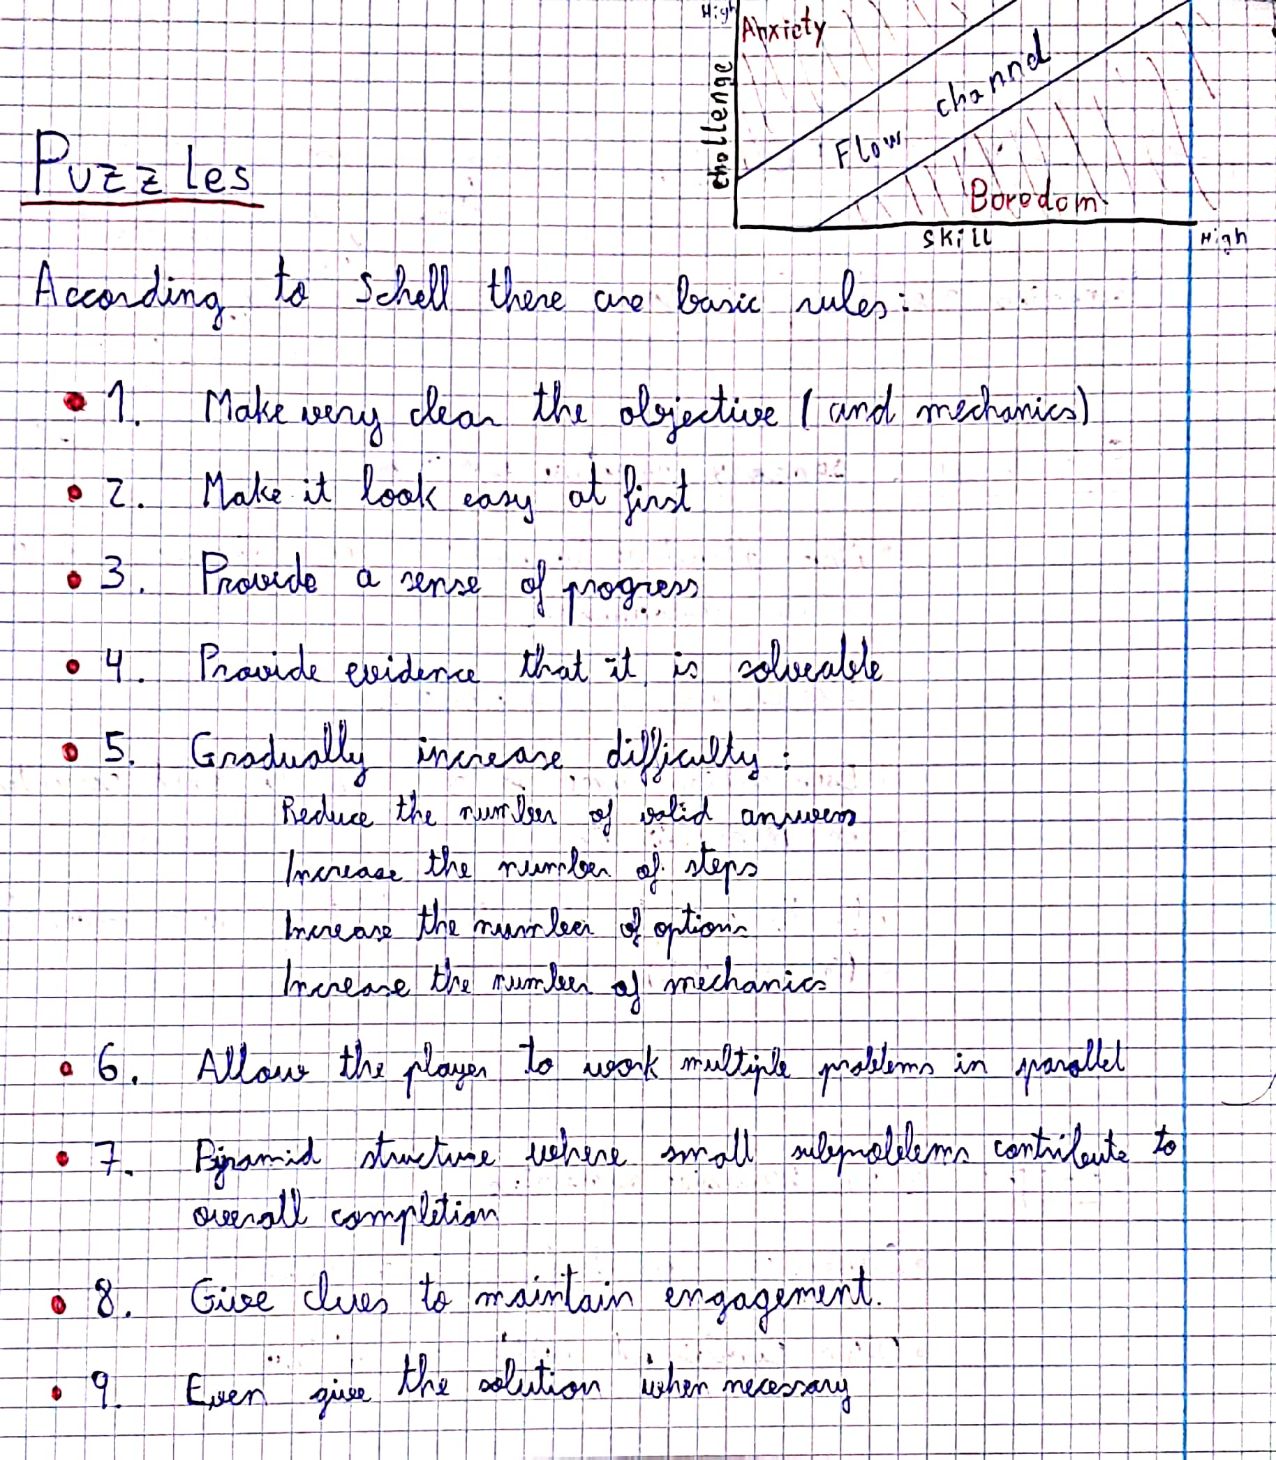 High
Anxiety
challenge
Flow channel
Boredom
Skill
High
Puzzles
According to Schell there are basic rules:
1. Make very clear the objective (and mechanics)
2. Make it look easy at first
3. Provide a sense of progress
4. Provide evidence that it is solveable
5. Gradually increase difficulty:
Reduce the number of valid answers
Increase the number of steps
Increase the number of options
Increase the number of mechanics
6. Allow the player to work multiple problems in parallel
7. Pyramid structure where small subproblems contribute to
overall completion
8. Give clues to maintain engagement.
9. Even give the solution when necessary